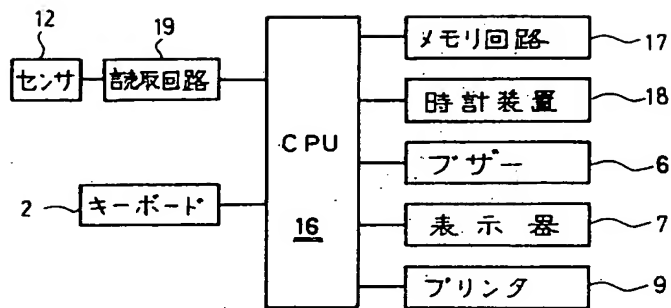 12
19
センサ
読取回路
2
キーボード
CPU
16
メモリ回路
17
時計装置
18
ブザー
6
表示器
7
プリンタ
9